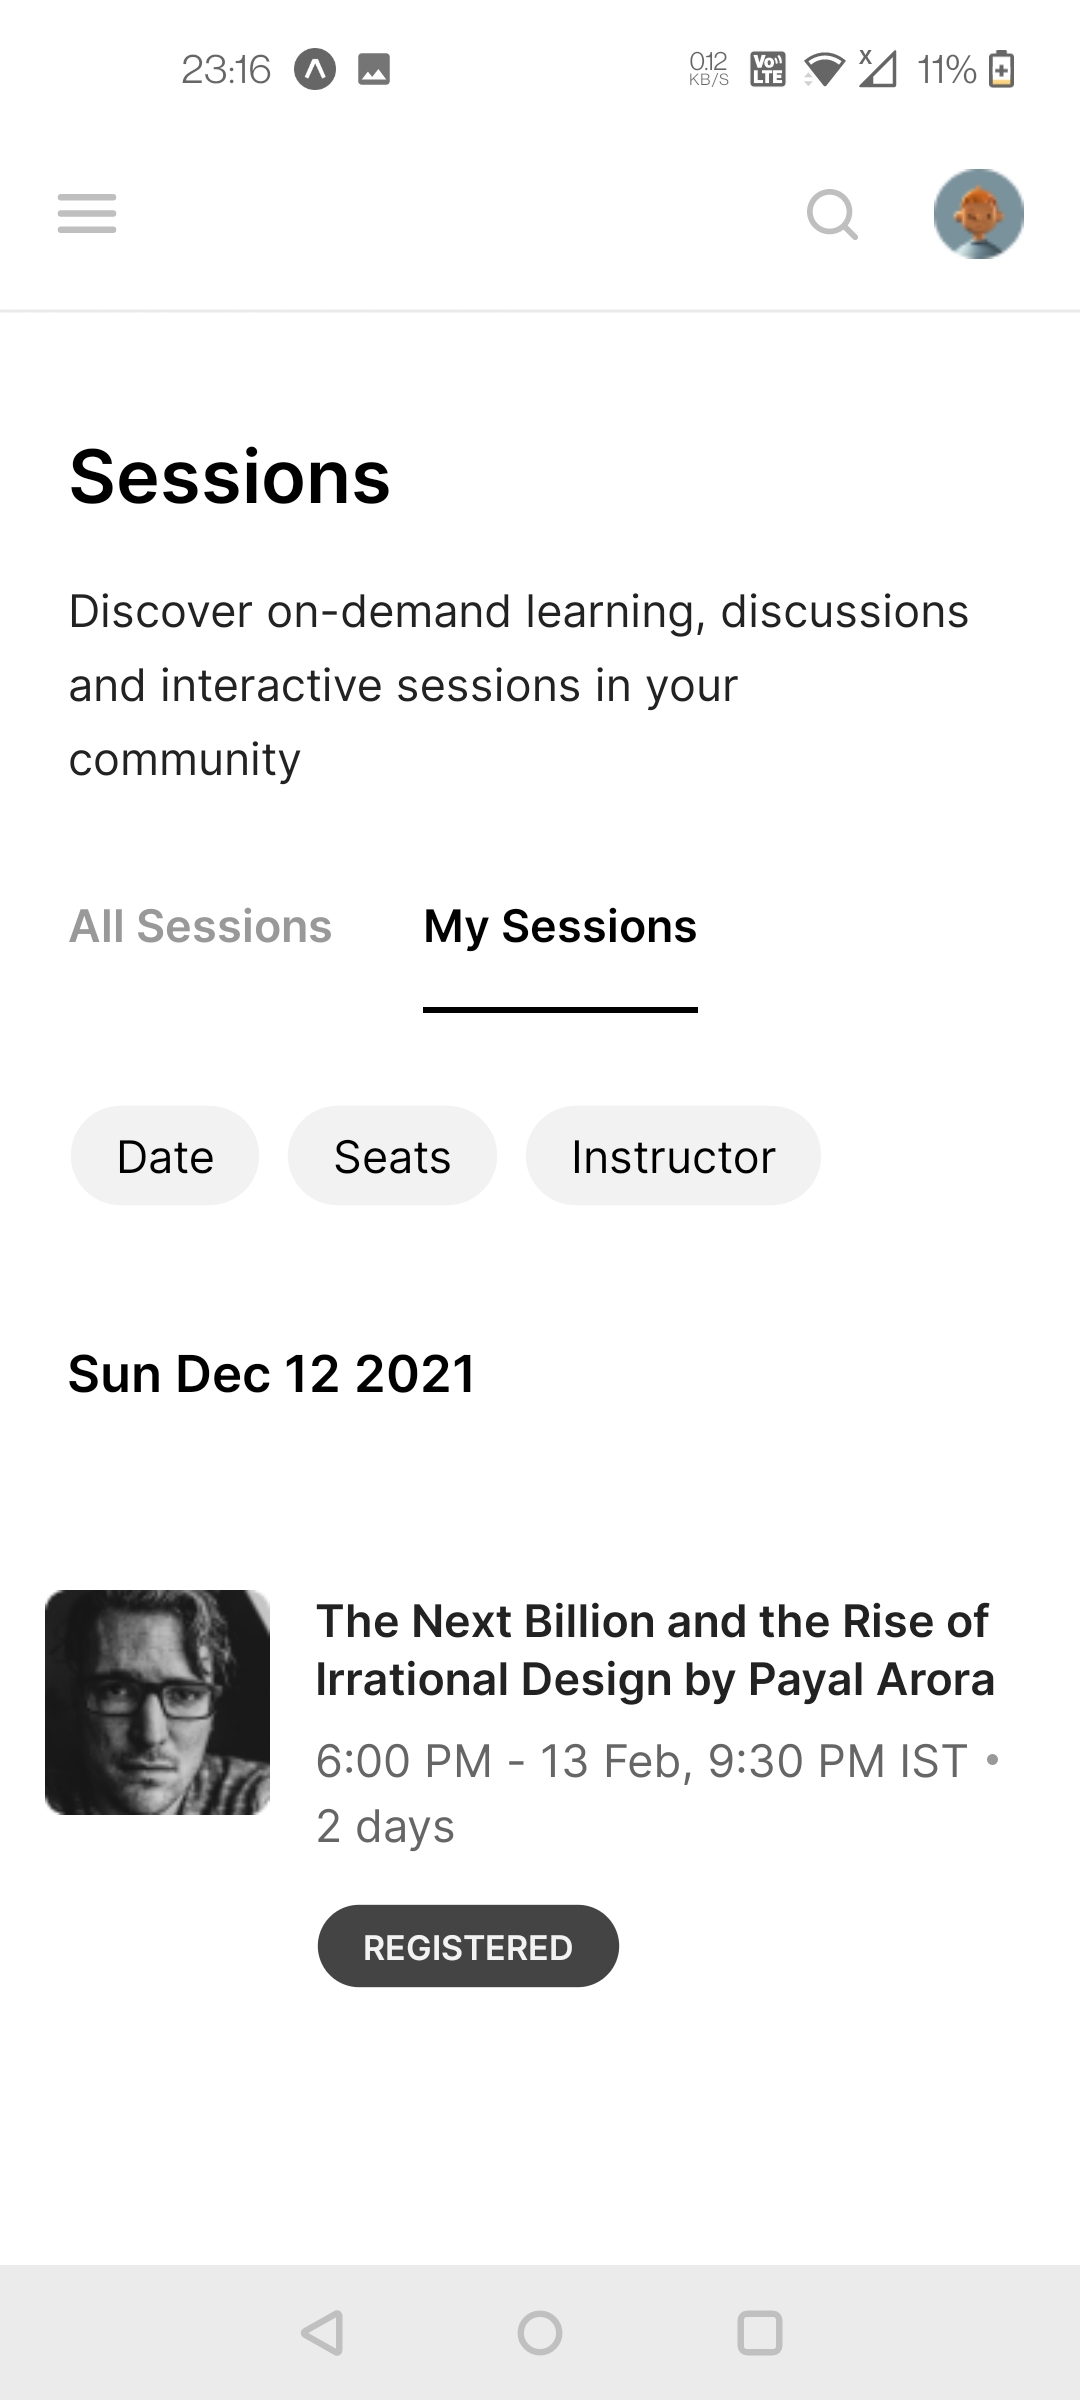 23:16
0.12
KB/S
Vo
LTE
X
11%
Sessions
Discover on-demand learning, discussions
and interactive sessions in your
community
All Sessions
My Sessions
Date
Seats
Instructor
Sun Dec 12 2021
The Next Billion and the Rise of
Irrational Design by Payal Arora
6:00 PM - 13 Feb, 9:30 PM IST •
2 days
REGISTERED